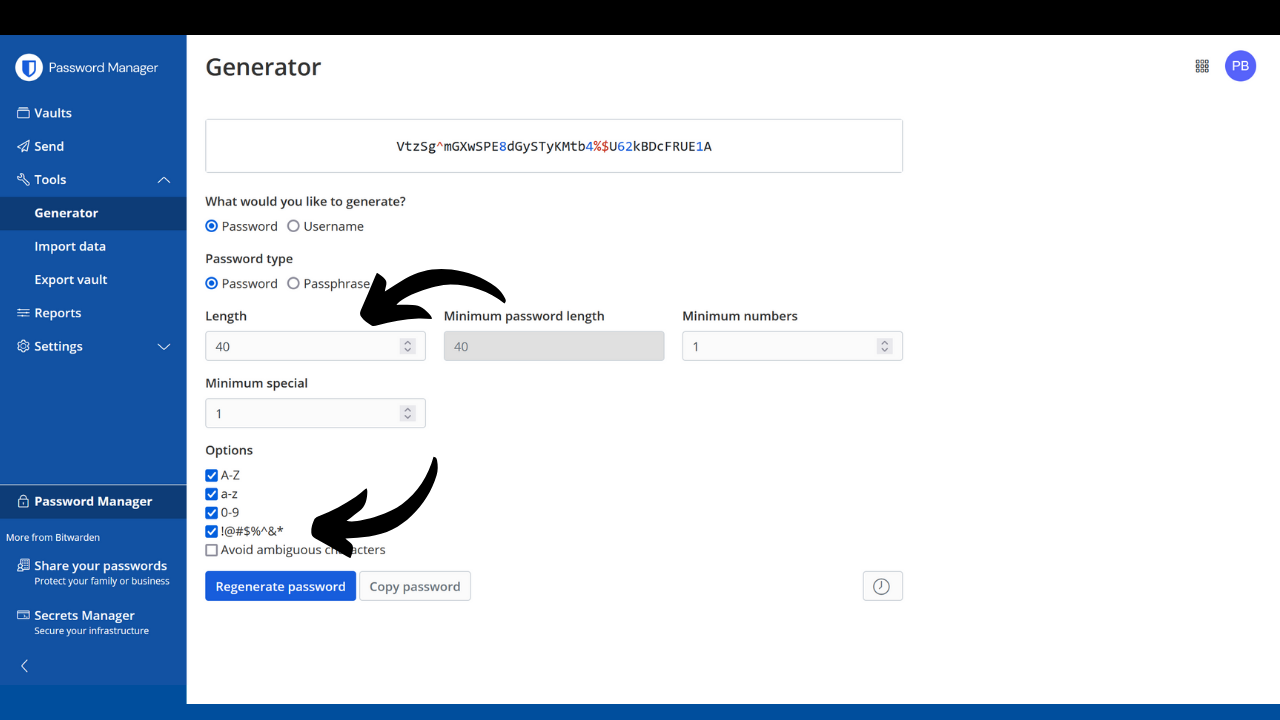 Password Manager
Vaults
Send
Tools
Generator
Import data
Export vault
Reports
Settings
Password Manager
More from Bitwarden
Share your passwords
Protect your family or business
Secrets Manager
Secure your infrastructure
Generator
PB
VtzSg^mGXwSPE8dGySTyKMtb4%$U62kBDcFRUE1A
What would you like to generate?
Password Username
Password type
Password Passphrase
Length Minimum password length Minimum numbers
40 40 1
Minimum special
1
Options
A-Z
a-z
0-9
!@#$%^&*
Avoid ambiguous characters
Regenerate password Copy password